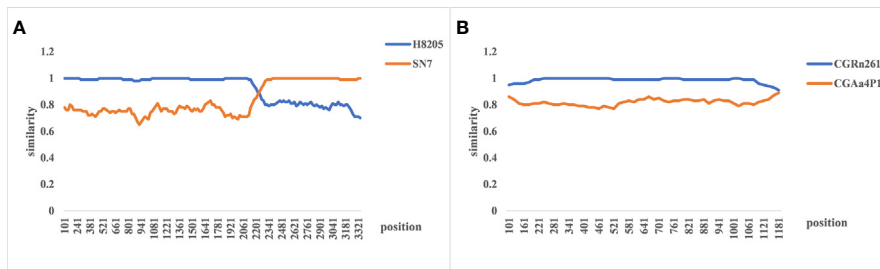 A
H8205
SN7
1.2
1
0.8
0.6
0.4
0.2
0
similarity
101 241 381 521 661 801 941 1081 1221 1361 1501 1641 1781 1921 2061 2201 2341 2481 2621 2761 2901 3041 3181 3321
position
B
CGRn261
CGAa4P1
1.2
1
0.8
0.6
0.4
0.2
0
similarity
101 161 221 281 341 401 461 521 581 641 701 761 821 881 941 1001 1061 1121 1181
position